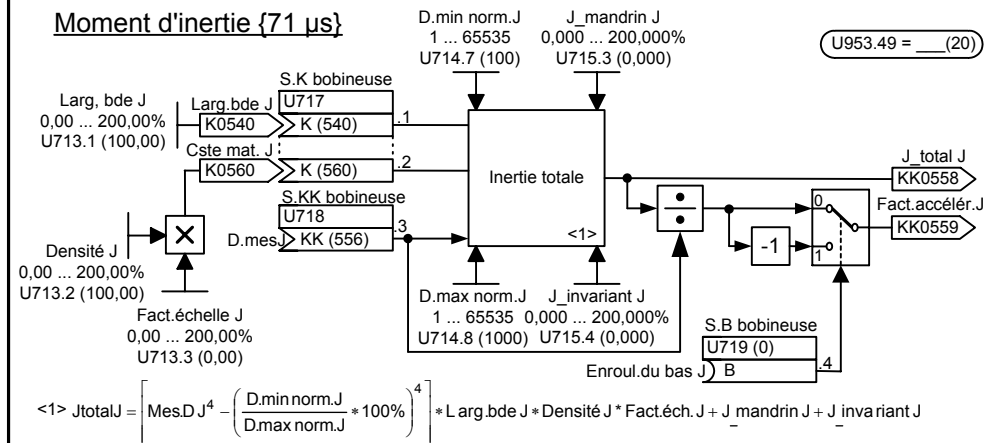 Moment d'inertie {71 µs}
D.min norm.J
1 ... 65535
U714.7 (100)
J_mandrin J
0,000 ... 200,000%
U715.3 (0,000)
U953.49 = ___(20)
S.K bobineuse
U717
Larg, bde J
0,00 ... 200,00%
U713.1 (100,00)
Larg.bde J
K0540
K (540)
.1
Cste mat. J
K0560
K (560)
.2
Inertie totale
<1>
J_total J
KK0558
S.KK bobineuse
U718
D.mesJ
KK (556)
.3
Fact.accélér.J
KK0559
0
1
-1
Densité J
0,00 ... 200,00%
U713.2 (100,00)
Fact.échelle J
0,00 ... 200,00%
U713.3 (0,00)
D.max norm.J
1 ... 65535
U714.8 (1000)
J_invariant J
0,000 ... 200,000%
U715.4 (0,000)
S.B bobineuse
U719 (0)
Enroul.du bas J
B
.4
<1> JtotalJ = [Mes.D J⁴ − (D.min norm.J / D.max norm.J * 100%)⁴] * L arg.bde J * Densité J * Fact.éch. J + J_mandrin J + J_inva riant J